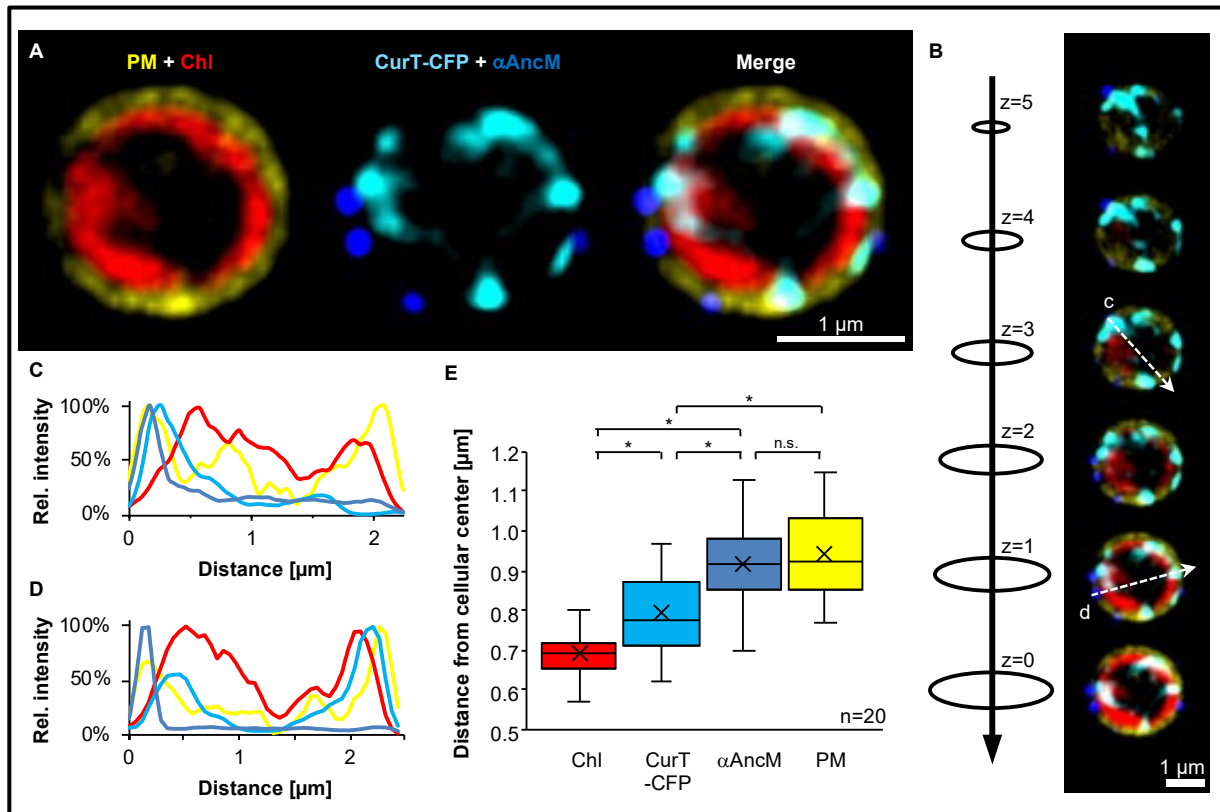 A
PM + Chl
CurT-CFP + αAncM
Merge
1 µm
B
z=5
z=4
z=3
z=2
z=1
z=0
c
d
1 µm
C
Rel. intensity
100%
50%
0%
0 1 2
Distance [µm]
D
Rel. intensity
100%
50%
0%
0 1 2
Distance [µm]
E
Distance from cellular center [µm]
1.2
1.1
1.0
0.9
0.8
0.7
0.6
0.5
*
*
*
*
n.s.
n=20
Chl
CurT
-CFP
αAncM
PM